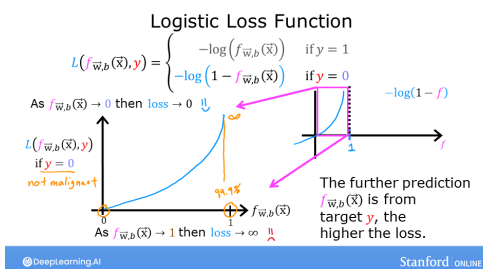 Logistic Loss Function
L(f_w⃗,b(x⃗), y) = { −log(f_w⃗,b(x⃗)) if y = 1
−log(1 − f_w⃗,b(x⃗)) if y = 0
As f_w⃗,b(x⃗) → 0 then loss → 0
−log(1 − f)
∞
L(f_w⃗,b(x⃗), y)
if y = 0
not malignant
99.9%
1
f
0
1
f_w⃗,b(x⃗)
As f_w⃗,b(x⃗) → 1 then loss → ∞
The further prediction
f_w⃗,b(x⃗) is from
target y, the
higher the loss.
DeepLearning.AI
Stanford ONLINE